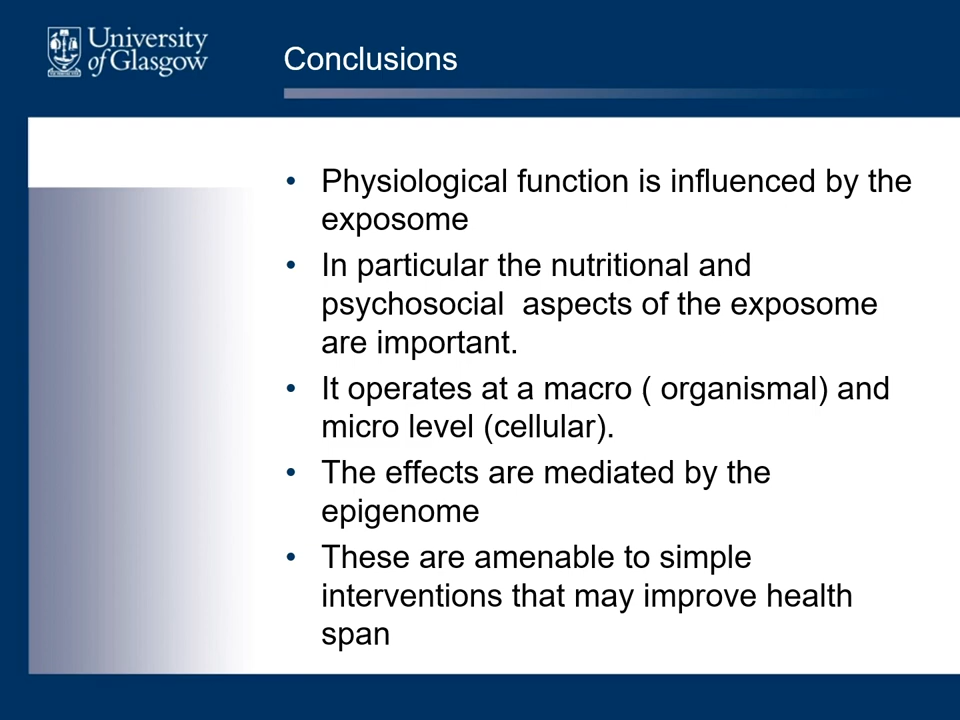 University
of Glasgow
Conclusions
• Physiological function is influenced by the
exposome
• In particular the nutritional and
psychosocial  aspects of the exposome
are important.
• It operates at a macro ( organismal) and
micro level (cellular).
• The effects are mediated by the
epigenome
• These are amenable to simple
interventions that may improve health
span